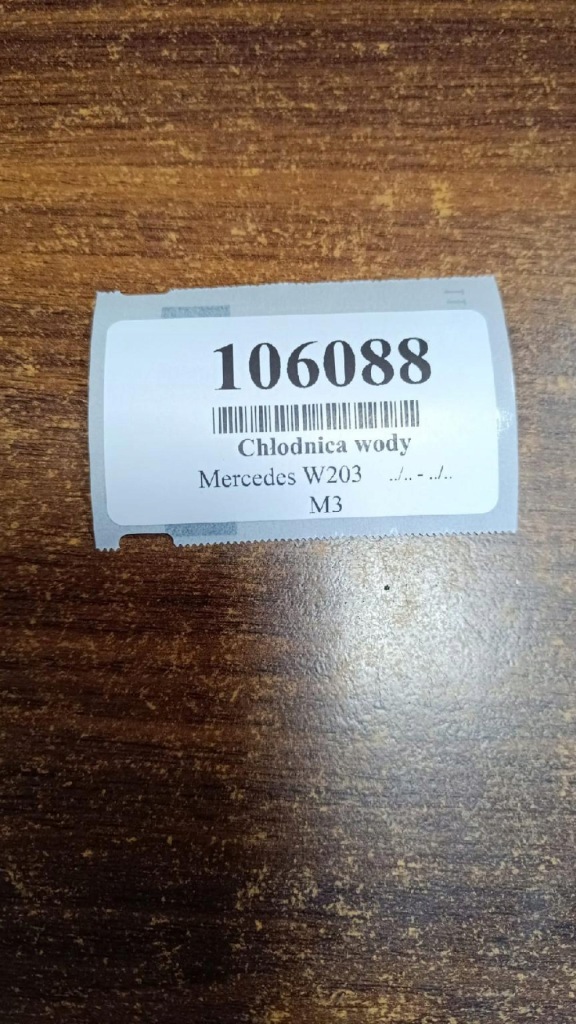 106088
Chłodnica wody
Mercedes W203 ../.. - ../..
M3